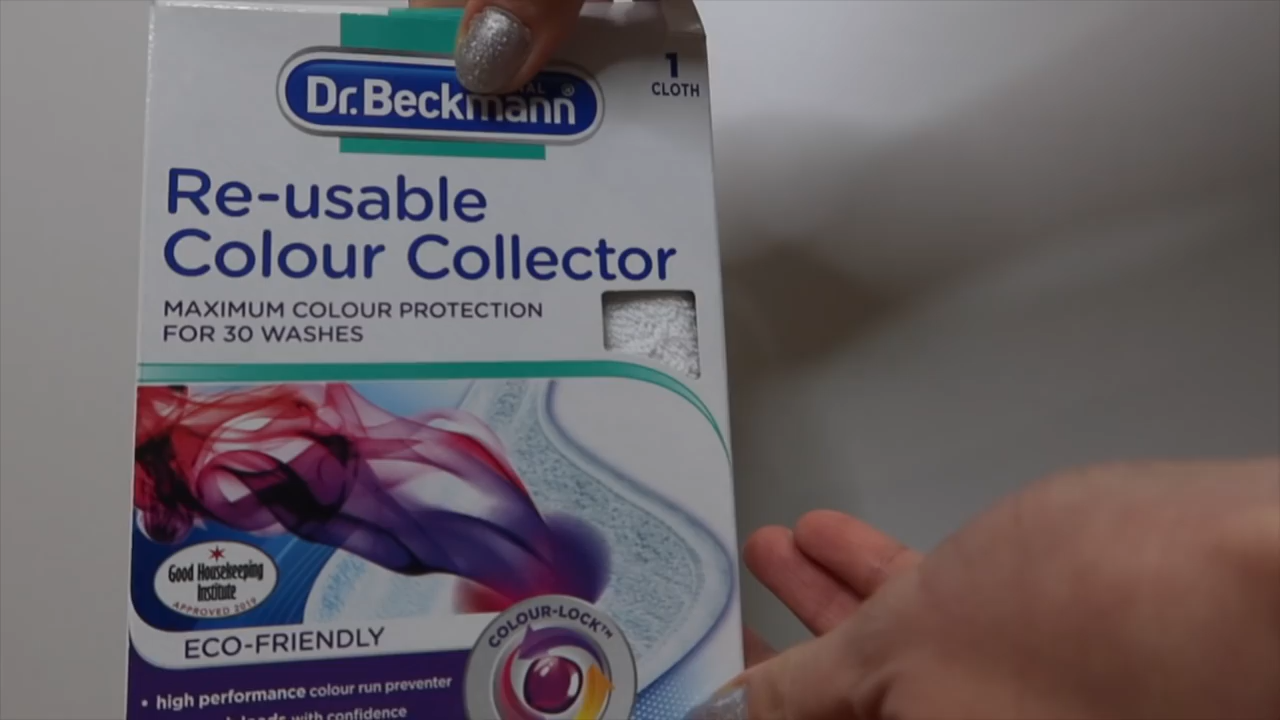 Dr.Beckmann
1
CLOTH
Re-usable
Colour Collector
MAXIMUM COLOUR PROTECTION
FOR 30 WASHES
Good Housekeeping
Institute
APPROVED 2019
ECO-FRIENDLY
COLOUR-LOCK™
• high performance colour run preventer
loads with confidence